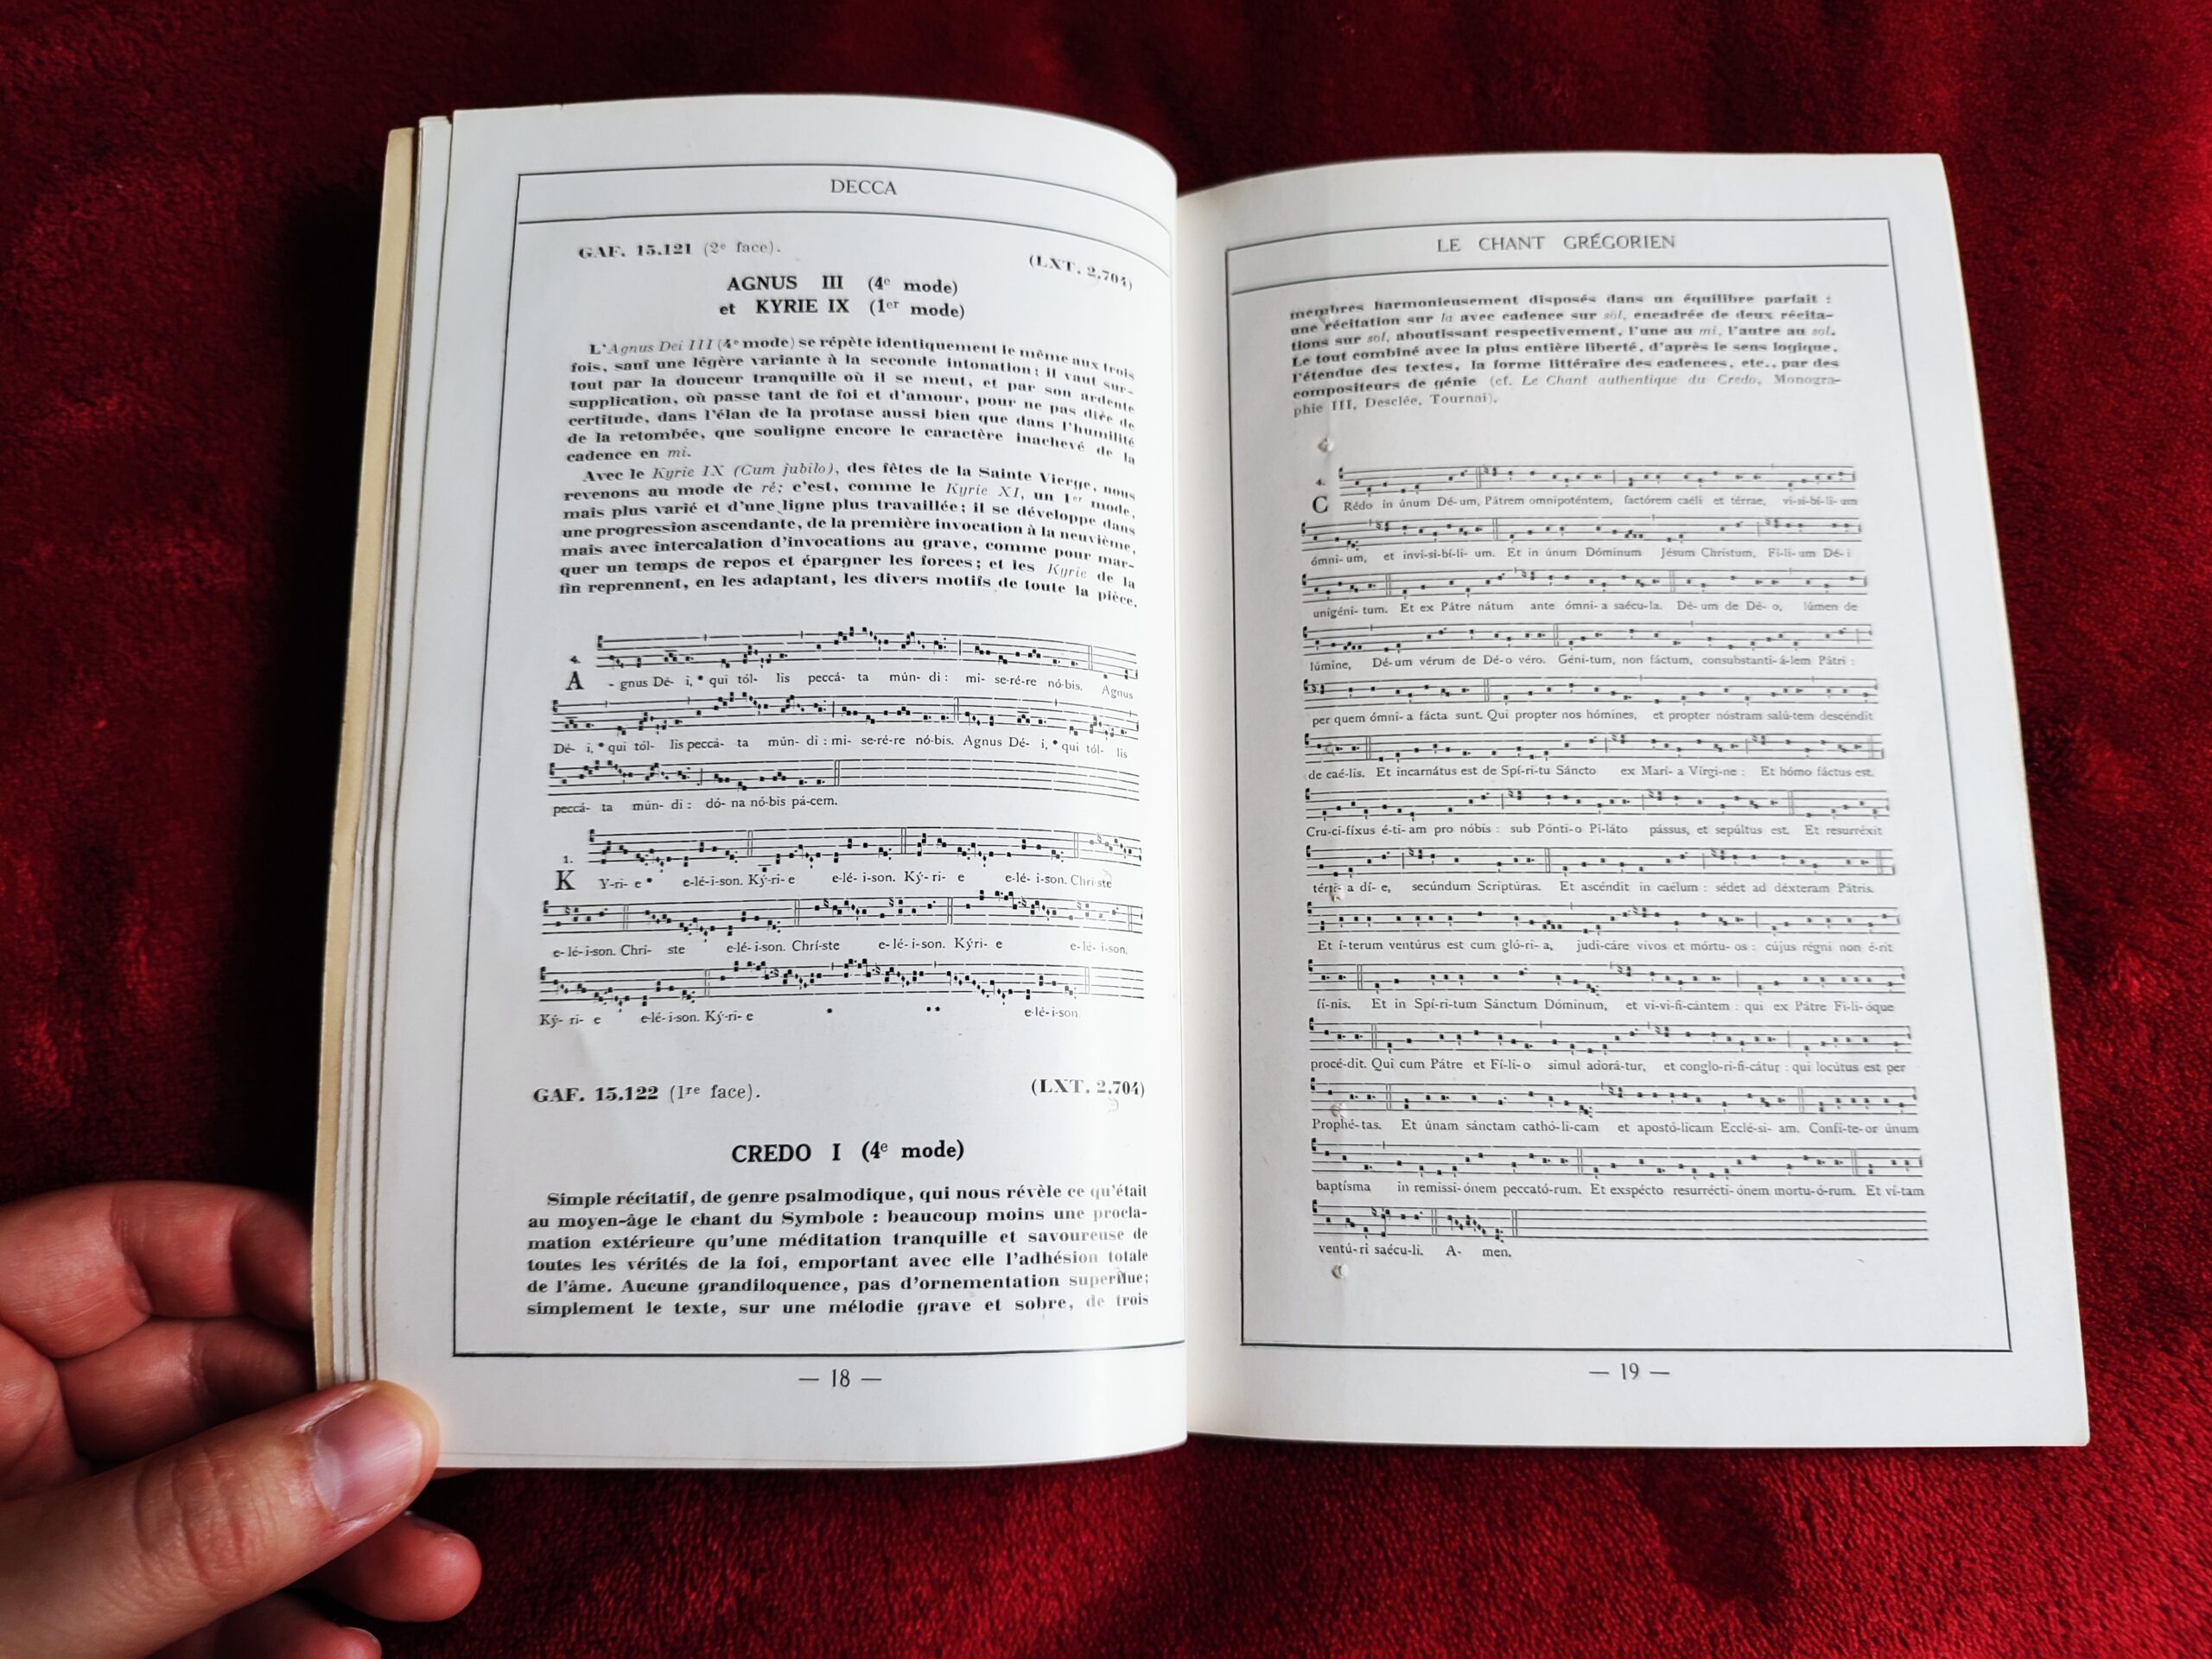 DECCA
GAF. 15.121 (2e face).
(LXT. 2.704)
AGNUS III (4e mode)
et KYRIE IX (1er mode)
L'Agnus Dei III (4e mode) se répète identiquement le même aux trois
fois, sauf une légère variante à la seconde intonation; il vaut sur-
tout par la douceur tranquille où il se meut, et par son ardente
supplication, où passe tant de foi et d'amour, pour ne pas dire de
certitude, dans l'élan de la protase aussi bien que dans l'humilité
de la retombée, que souligne encore le caractère inachevé de la
cadence en mi.
Avec le Kyrie IX (Cum jubilo), des fêtes de la Sainte Vierge, nous
revenons au mode de ré; c'est, comme le Kyrie XI, un 1er mode,
mais plus varié et d'une ligne plus travaillée; il se développe dans
une progression ascendante, de la première invocation à la neuvième,
mais avec intercalation d'invocations au grave, comme pour mar-
quer un temps de repos et épargner les forces; et les Kyrie de la
fin reprennent, en les adaptant, les divers motifs de toute la pièce.
4.
A - gnus Dé- i, * qui tól- lis peccá- ta mún- di : mi- se-ré-re nó-bis. Agnus
Dé- i, * qui tól- lis peccá- ta mún- di : mi- se-ré-re nó-bis. Agnus Dé- i, * qui tól- lis
peccá- ta mún- di : dó- na nó-bis pá-cem.
1.
K Y-ri- e * e-lé-i-son. Ký-ri-e e-lé- i-son. Ký- ri- e e-lé- i-son. Chri-ste
e-lé-i-son. Chrí- ste e-lé- i-son. Chrí-ste e-lé-i-son. Kýri- e e-lé- i-son.
Ký- ri- e e-lé-i-son. Ký-ri- e * ** e-lé-i-son.
GAF. 15.122 (1re face).
(LXT. 2.704)
CREDO I (4e mode)
Simple récitatif, de genre psalmodique, qui nous révèle ce qu'était
au moyen-âge le chant du Symbole : beaucoup moins une procla-
mation extérieure qu'une méditation tranquille et savoureuse de
toutes les vérités de la foi, emportant avec elle l'adhésion totale
de l'âme. Aucune grandiloquence, pas d'ornementation superflue;
simplement le texte, sur une mélodie grave et sobre, de trois
— 18 —
LE CHANT GRÉGORIEN
membres harmonieusement disposés dans un équilibre parfait :
une récitation sur la avec cadence sur sol, encadrée de deux récita-
tions sur sol, aboutissant respectivement, l'une au mi, l'autre au sol.
Le tout combiné avec la plus entière liberté, d'après le sens logique,
l'étendue des textes, la forme littéraire des cadences, etc., par des
compositeurs de génie (cf. Le Chant authentique du Credo, Monogra-
phie III, Desclée, Tournai).
4.
C Rédo in únum Dé-um, Pátrem omnipoténtem, factórem caéli et térrae, vi-si-bí-li-um
ómni-um, et invi-si-bí-li- um. Et in únum Dóminum Jésum Christum, Fí-li-um Dé-i
unigéni-tum. Et ex Pátre nátum ante ómni-a saécu-la. Dé-um de Dé-o, lúmen de
lúmine, Dé-um vérum de Dé-o véro. Géni-tum, non fáctum, consubstanti-á-lem Pátri :
per quem ómni-a fácta sunt. Qui propter nos hómines, et propter nóstram salú-tem descéndit
de caé-lis. Et incarnátus est de Spí-ri-tu Sáncto ex Marí-a Vírgi-ne : Et hómo fáctus est.
Cru-ci-fíxus é-ti-am pro nóbis : sub Pónti-o Pi-láto pássus, et sepúltus est. Et resurréxit
térti- a dí-e, secúndum Scriptúras. Et ascéndit in caélum : sédet ad déxteram Pátris.
Et í-terum ventúrus est cum gló-ri-a, judi-cáre vivos et mórtu-os : cújus régni non é-rit
fí-nis. Et in Spí-ri-tum Sánctum Dóminum, et vi-vi-fi-cántem : qui ex Pátre Fi-li-óque
procé-dit. Qui cum Pátre et Fí-li-o simul adorá-tur, et conglo-ri-fi-cátur : qui locútus est per
Prophé-tas. Et únam sánctam cathó-li-cam et apostó-licam Ecclé-si- am. Confí-te-or únum
baptísma in remissi-ónem peccató-rum. Et exspécto resurrécti-ónem mortu-ó-rum. Et ví-tam
ventú-ri saécu-li. A- men.
— 19 —